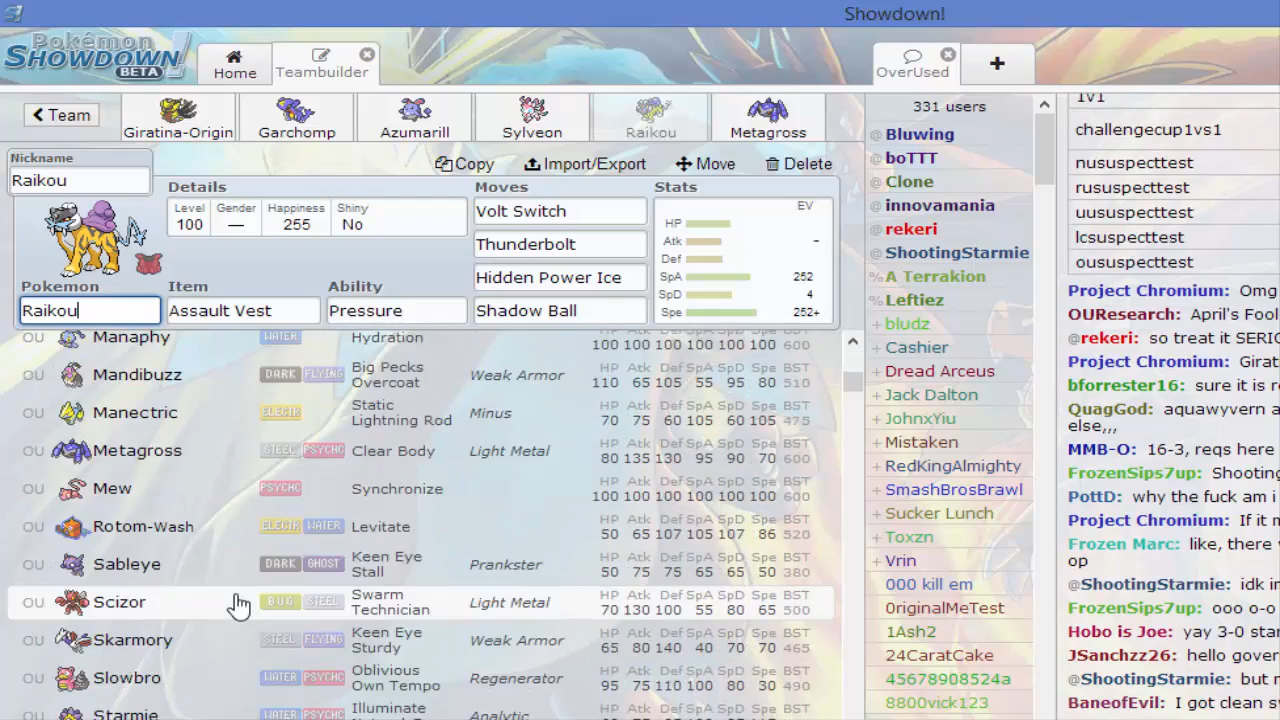 Showdown!
Pokémon
SHOWDOWN!
BETA
Home
Teambuilder
OverUsed
+
Team
Giratina-Origin
Garchomp
Azumarill
Sylveon
Raikou
Metagross
Nickname
Raikou
Copy
Import/Export
Move
Delete
Details
Level Gender Happiness Shiny
100 — 255 No
Moves
Volt Switch
Thunderbolt
Hidden Power Ice
Shadow Ball
Stats
EV
HP
Atk -
Def
SpA 252
SpD 4
Spe 252+
Pokemon
Raikou
Item
Assault Vest
Ability
Pressure
OU Manaphy WATER Hydration 100 100 100 100 100 100 600
OU Mandibuzz DARK FLYING Big Pecks Overcoat Weak Armor HP Atk Def SpA SpD Spe BST
110 65 105 55 95 80 510
OU Manectric ELECTR Static Lightning Rod Minus HP Atk Def SpA SpD Spe BST
70 75 60 105 60 105 475
OU Metagross STEEL PSYCHC Clear Body Light Metal HP Atk Def SpA SpD Spe BST
80 135 130 95 90 70 600
OU Mew PSYCHC Synchronize HP Atk Def SpA SpD Spe BST
100 100 100 100 100 100 600
OU Rotom-Wash ELECTR WATER Levitate HP Atk Def SpA SpD Spe BST
50 65 107 105 107 86 520
OU Sableye DARK GHOST Keen Eye Stall Prankster HP Atk Def SpA SpD Spe BST
50 75 75 65 65 50 380
OU Scizor BUG STEEL Swarm Technician Light Metal HP Atk Def SpA SpD Spe BST
70 130 100 55 80 65 500
OU Skarmory STEEL FLYING Keen Eye Sturdy Weak Armor HP Atk Def SpA SpD Spe BST
65 80 140 40 70 70 465
OU Slowbro WATER PSYCHC Oblivious Own Tempo Regenerator HP Atk Def SpA SpD Spe BST
95 75 110 100 80 30 490
OU Starmie WATER PSYCHC Illuminate Analytic HP Atk Def SpA SpD Spe BST
331 users
@ Bluwing
@ boTTT
@ Clone
@ innovamania
@ rekeri
@ ShootingStarmie
% A Terrakion
% Leftiez
+ bludz
+ Cashier
+ Dread Arceus
+ Jack Dalton
+ JohnxYiu
+ Mistaken
+ RedKingAlmighty
+ SmashBrosBrawl
+ Sucker Lunch
+ Toxzn
+ Vrin
000 kill em
0riginalMeTest
1Ash2
24CaratCake
45678908524a
8800vick123
1v1
challengecup1vs1
nususpecttest
rususpecttest
uususpecttest
lcsuspecttest
oususpecttest
Project Chromium: Omg
OUResearch: April's Fool
@rekeri: so treat it SERIO
Project Chromium: Girat
bforrester16: sure it is r
QuagGod: aquawyvern a
else,,,
MMB-O: 16-3, reqs here
FrozenSips7up: Shooting
PottD: why the fuck am i
Project Chromium: If it r
Frozen Marc: like, there v
op
@ShootingStarmie: idk ir
FrozenSips7up: ooo o-o
Hobo is Joe: yay 3-0 star
JSanchzz26: hello gover
@ShootingStarmie: but r
BaneofEvil: I got clean s